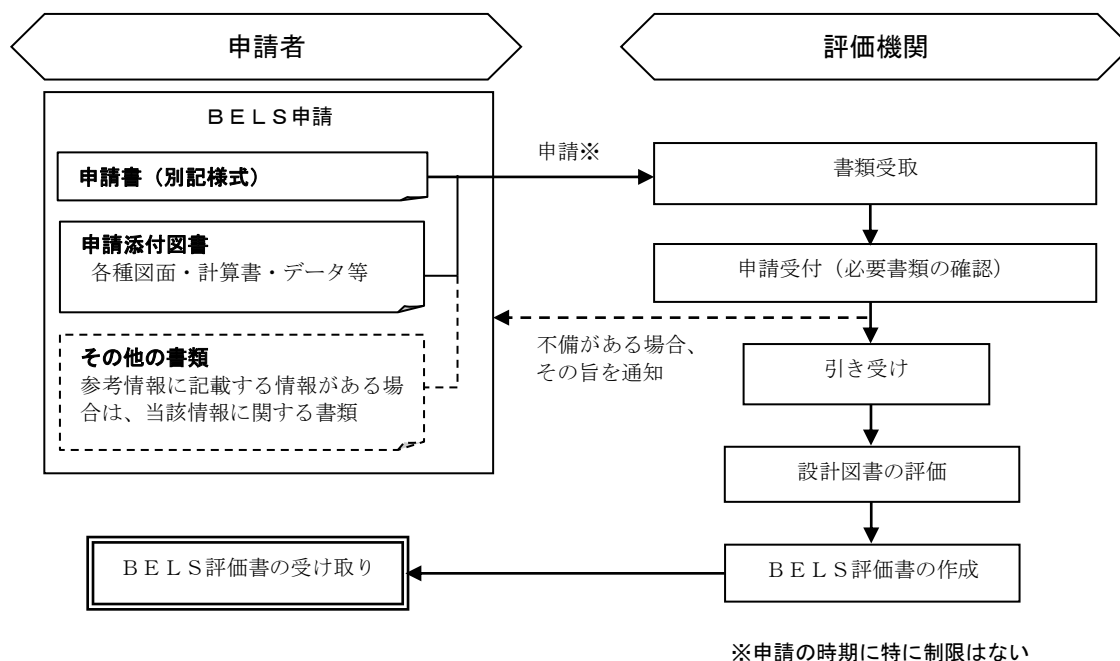 申請者
評価機関
BELS申請
申請書（別記様式）
申請添付図書
各種図面・計算書・データ等
その他の書類
参考情報に記載する情報がある場
合は、当該情報に関する書類
申請※
書類受取
申請受付（必要書類の確認）
不備がある場合、
その旨を通知
引き受け
設計図書の評価
BELS評価書の作成
BELS評価書の受け取り
※申請の時期に特に制限はない